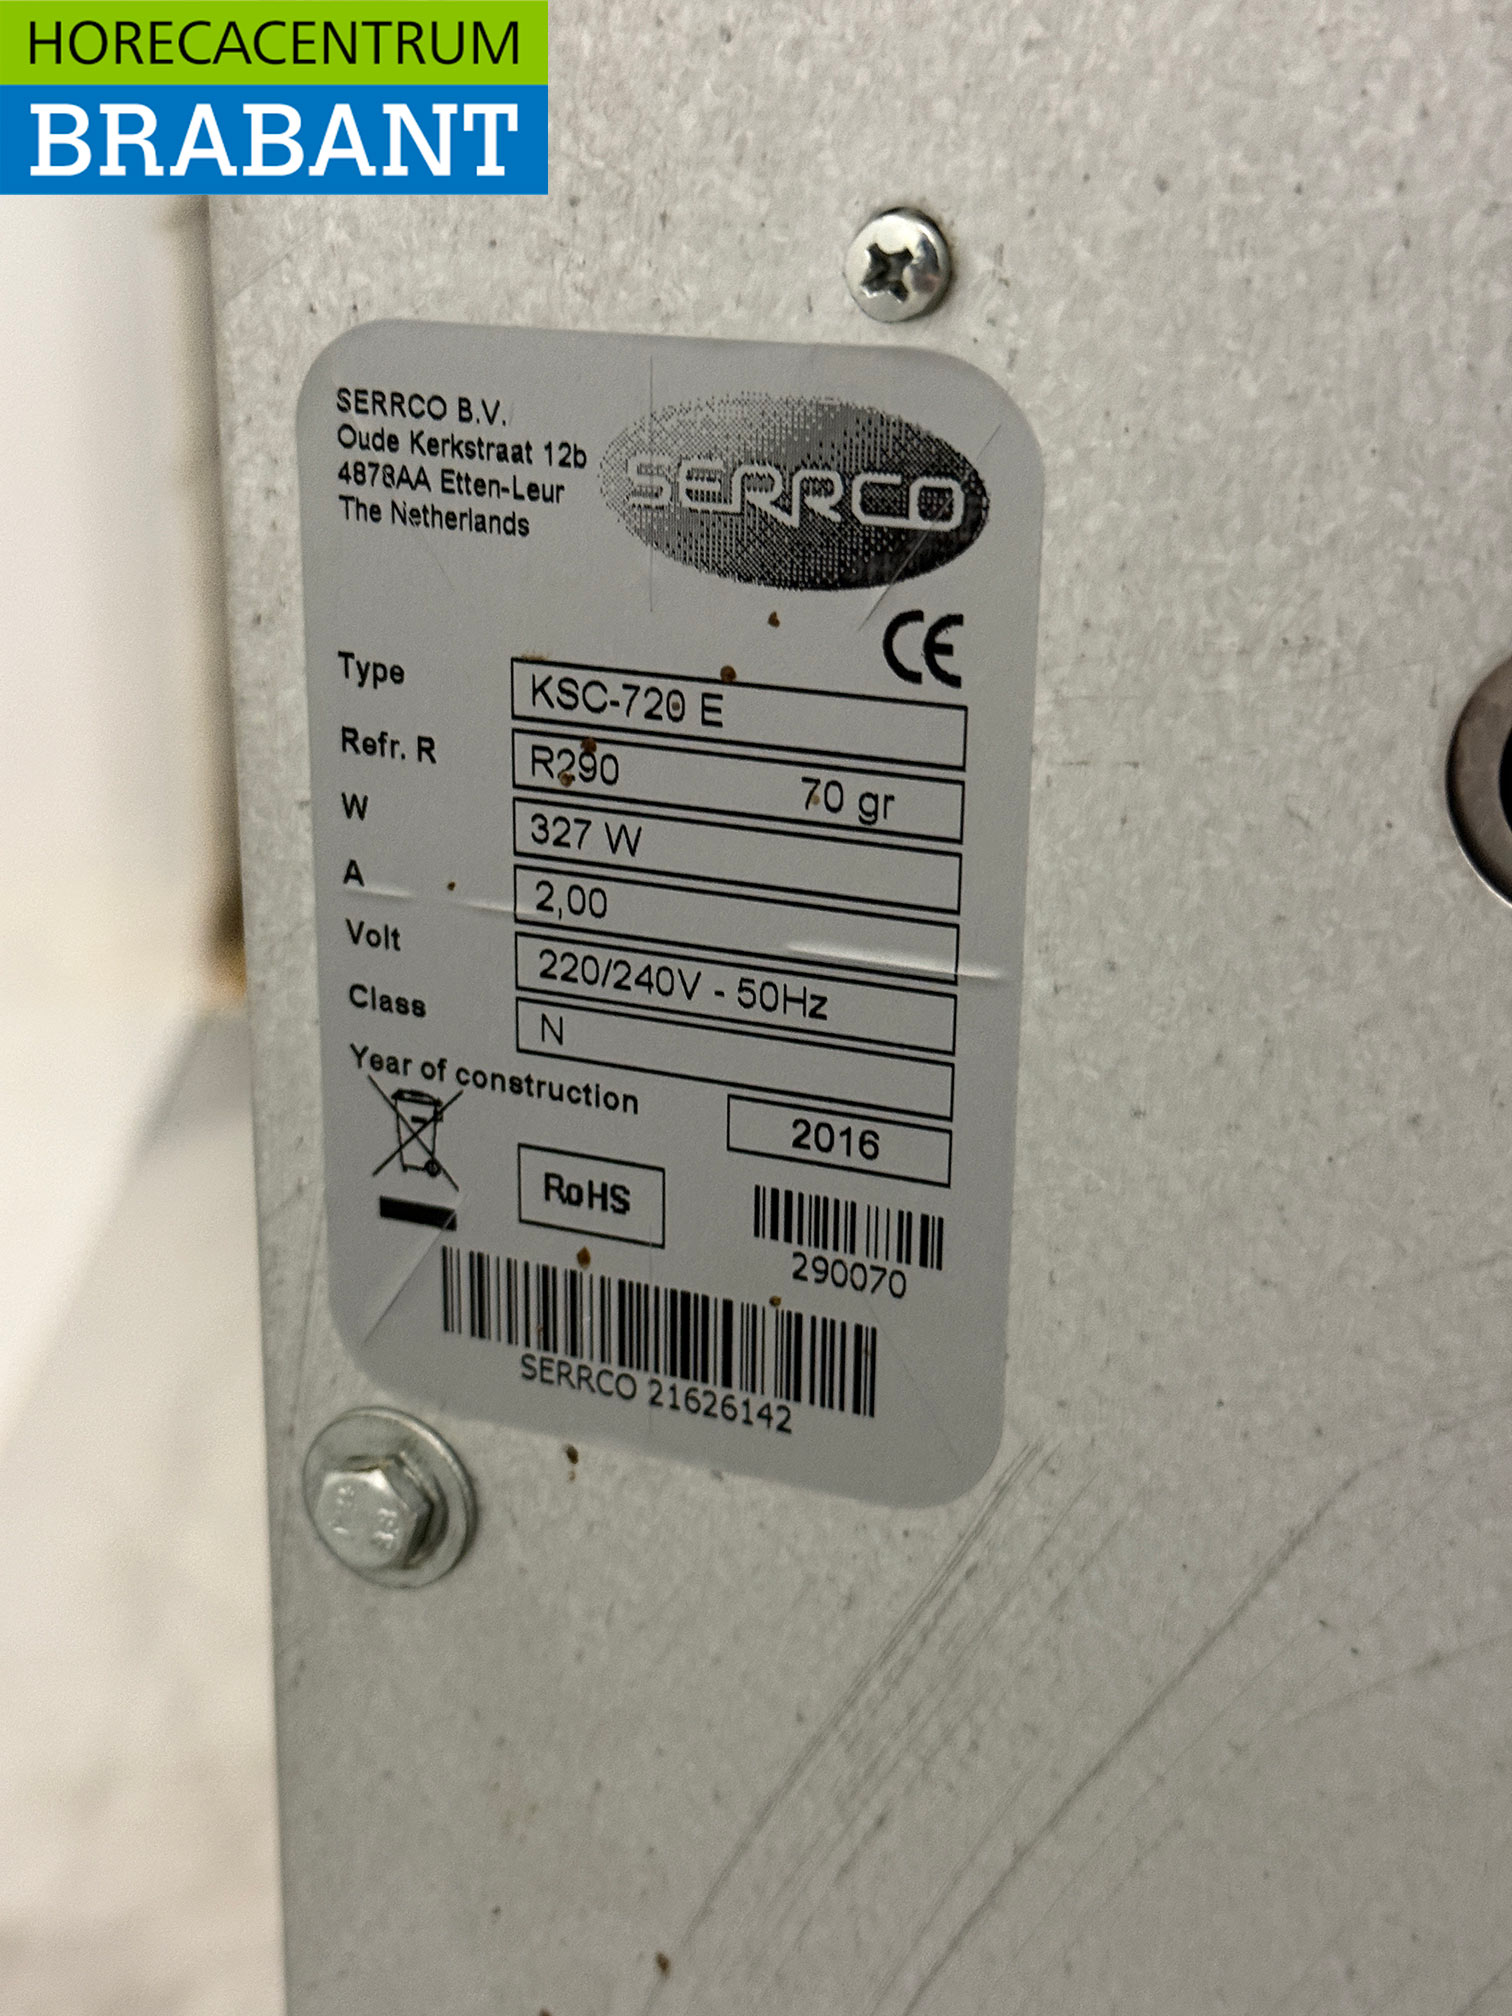 HORECACENTRUM
BRABANT
SERRCO B.V.
Oude Kerkstraat 12b
4878AA Etten-Leur
The Netherlands
SERRCO
CE
Type KSC-720 E
Refr. R R290 70 gr
W 327 W
A 2,00
Volt 220/240V - 50Hz
Class N
Year of construction 2016
RoHS
290070
SERRCO 21626142